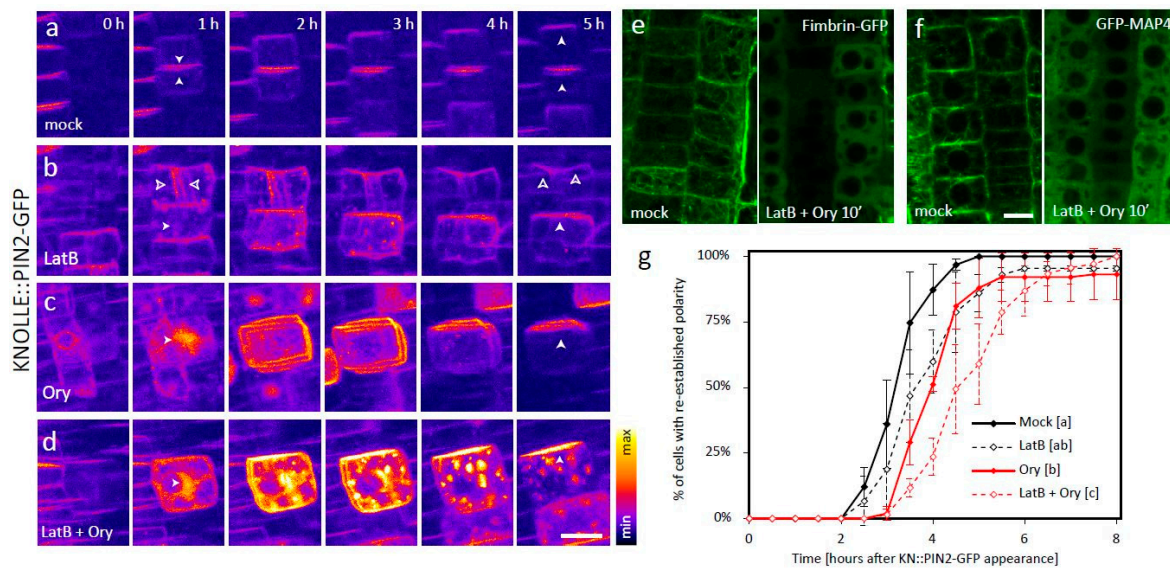 KNOLLE::PIN2-GFP
a
0 h
1 h
2 h
3 h
4 h
5 h
mock
b
LatB
c
Ory
d
LatB + Ory
max
min
e
Fimbrin-GFP
mock
LatB + Ory 10’
f
GFP-MAP4
mock
LatB + Ory 10’
g
100%
75%
50%
25%
0%
% of cells with re-established polarity
Mock [a]
LatB [ab]
Ory [b]
LatB + Ory [c]
0
2
4
6
8
Time [hours after KN::PIN2-GFP appearance]